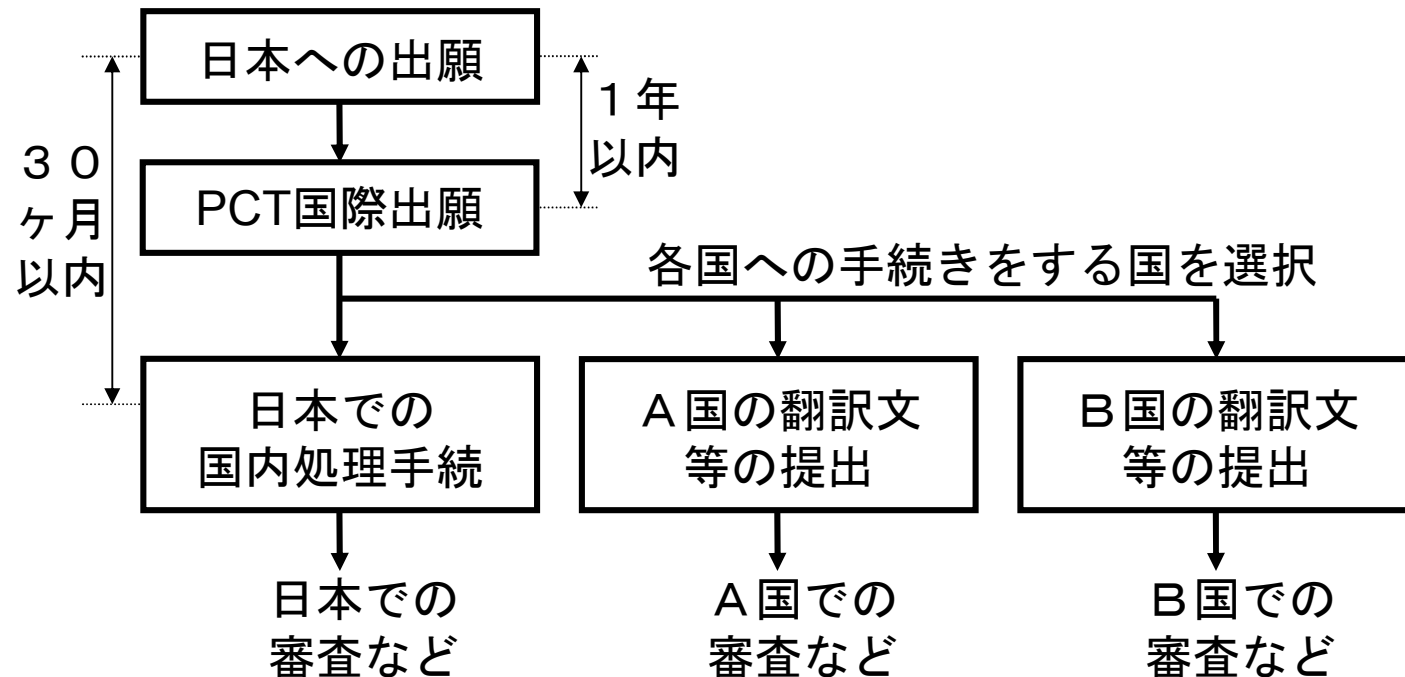 日本への出願
１年
以内
３０
ヶ月
以内
PCT国際出願
各国への手続きをする国を選択
日本での
国内処理手続
Ａ国の翻訳文
等の提出
Ｂ国の翻訳文
等の提出
日本での
審査など
Ａ国での
審査など
Ｂ国での
審査など